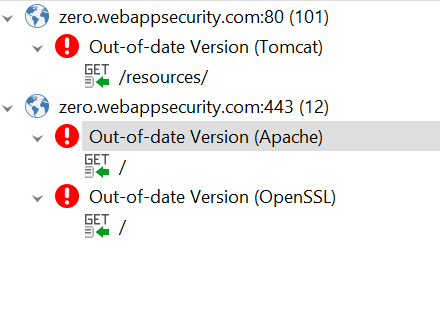 zero.webappsecurity.com:80 (101)
Out-of-date Version (Tomcat)
GET /resources/
zero.webappsecurity.com:443 (12)
Out-of-date Version (Apache)
GET /
Out-of-date Version (OpenSSL)
GET /